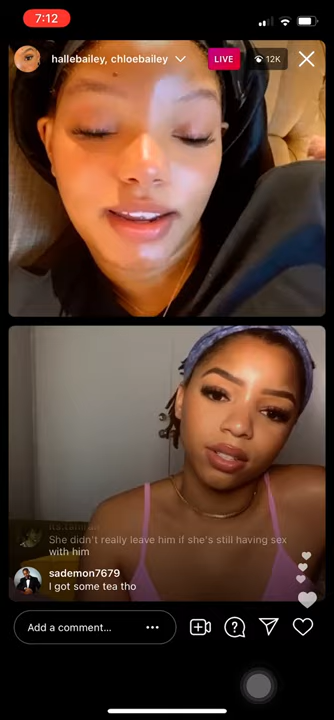 7:12
hallebailey, chloebailey
LIVE
12K
She didn't really leave him if she's still having sex
with him
sademon7679
I got some tea tho
Add a comment...